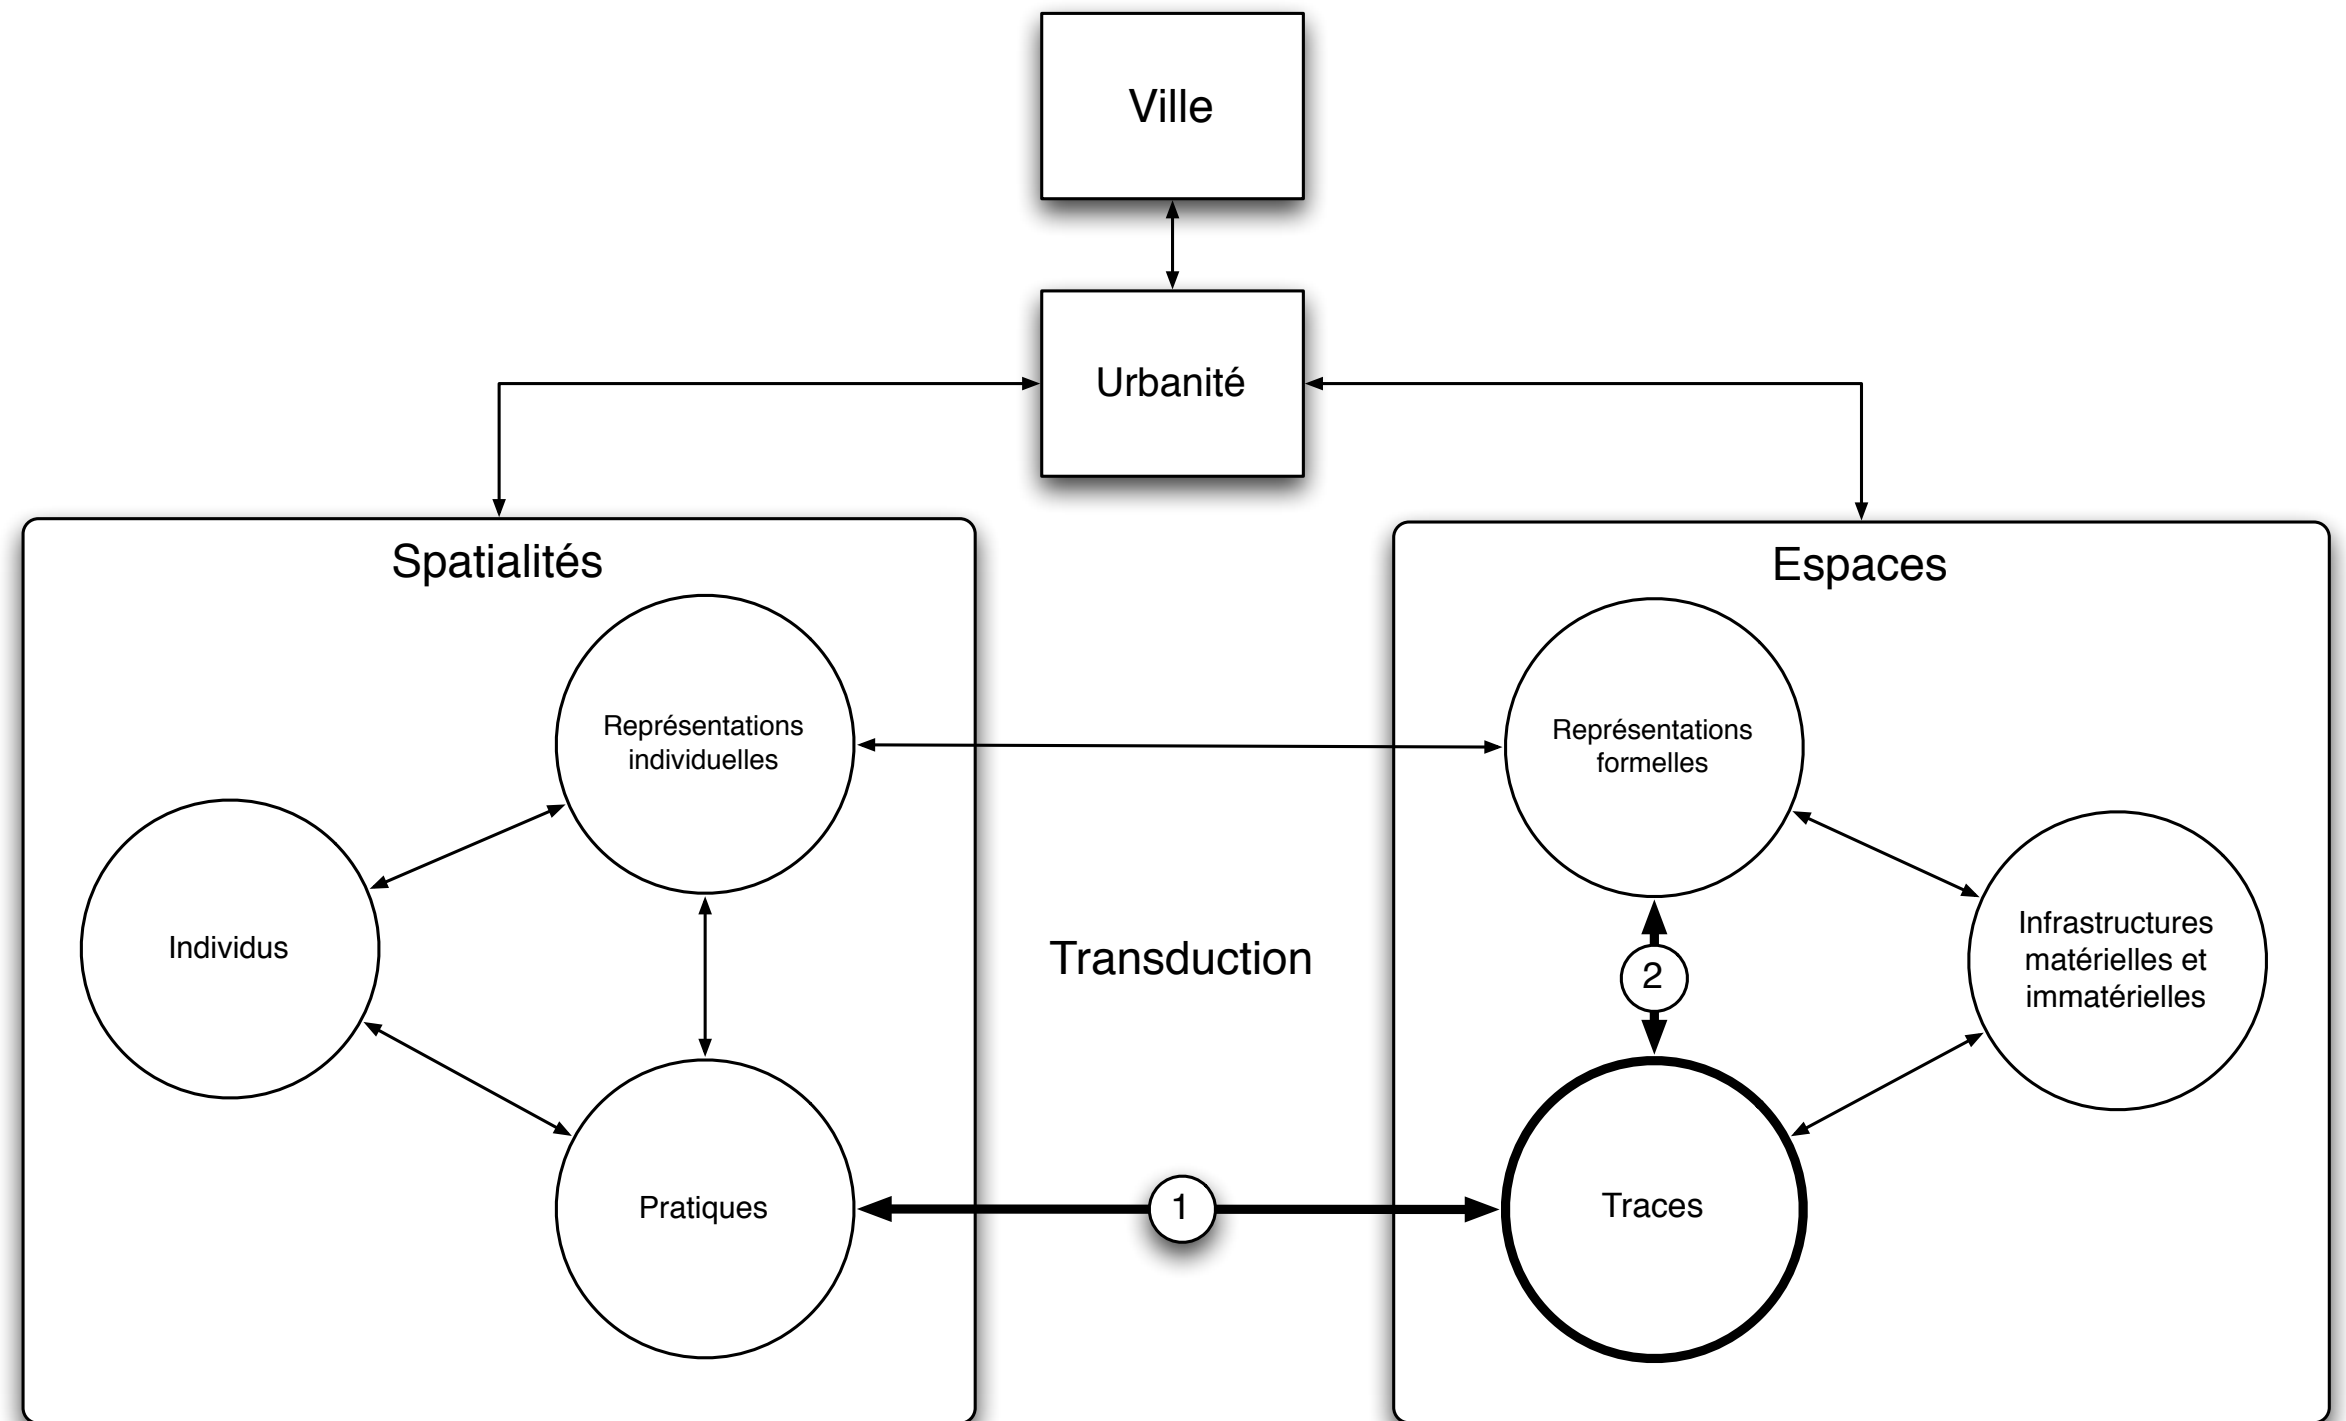 Ville
Urbanité
Spatialités
Espaces
Représentations
individuelles
Représentations
formelles
Individus
Transduction
2
Infrastructures
matérielles et
immatérielles
Pratiques
1
Traces